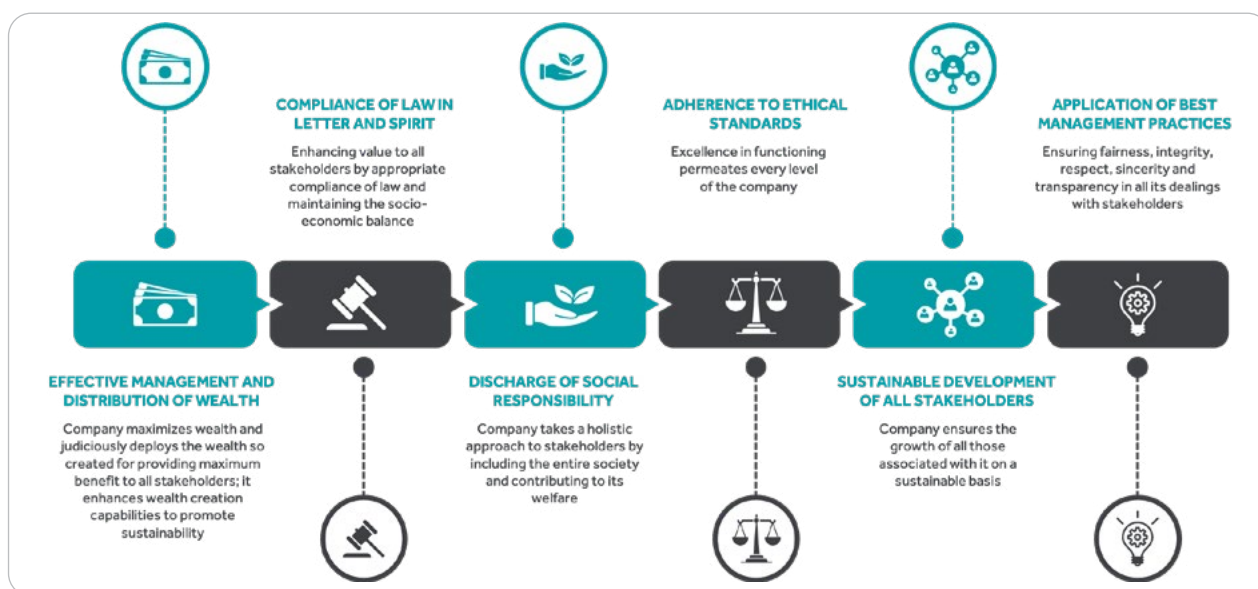 COMPLIANCE OF LAW IN
LETTER AND SPIRIT
Enhancing value to all
stakeholders by appropriate
compliance of law and
maintaining the socio-
economic balance
ADHERENCE TO ETHICAL
STANDARDS
Excellence in functioning
permeates every level
of the company
APPLICATION OF BEST
MANAGEMENT PRACTICES
Ensuring fairness, integrity,
respect, sincerity and
transparency in all its dealings
with stakeholders
EFFECTIVE MANAGEMENT AND
DISTRIBUTION OF WEALTH
Company maximizes wealth and
judiciously deploys the wealth so
created for providing maximum
benefit to all stakeholders; it
enhances wealth creation
capabilities to promote
sustainability
DISCHARGE OF SOCIAL
RESPONSIBILITY
Company takes a holistic
approach to stakeholders by
including the entire society
and contributing to its
welfare
SUSTAINABLE DEVELOPMENT
OF ALL STAKEHOLDERS
Company ensures the
growth of all those
associated with it on a
sustainable basis